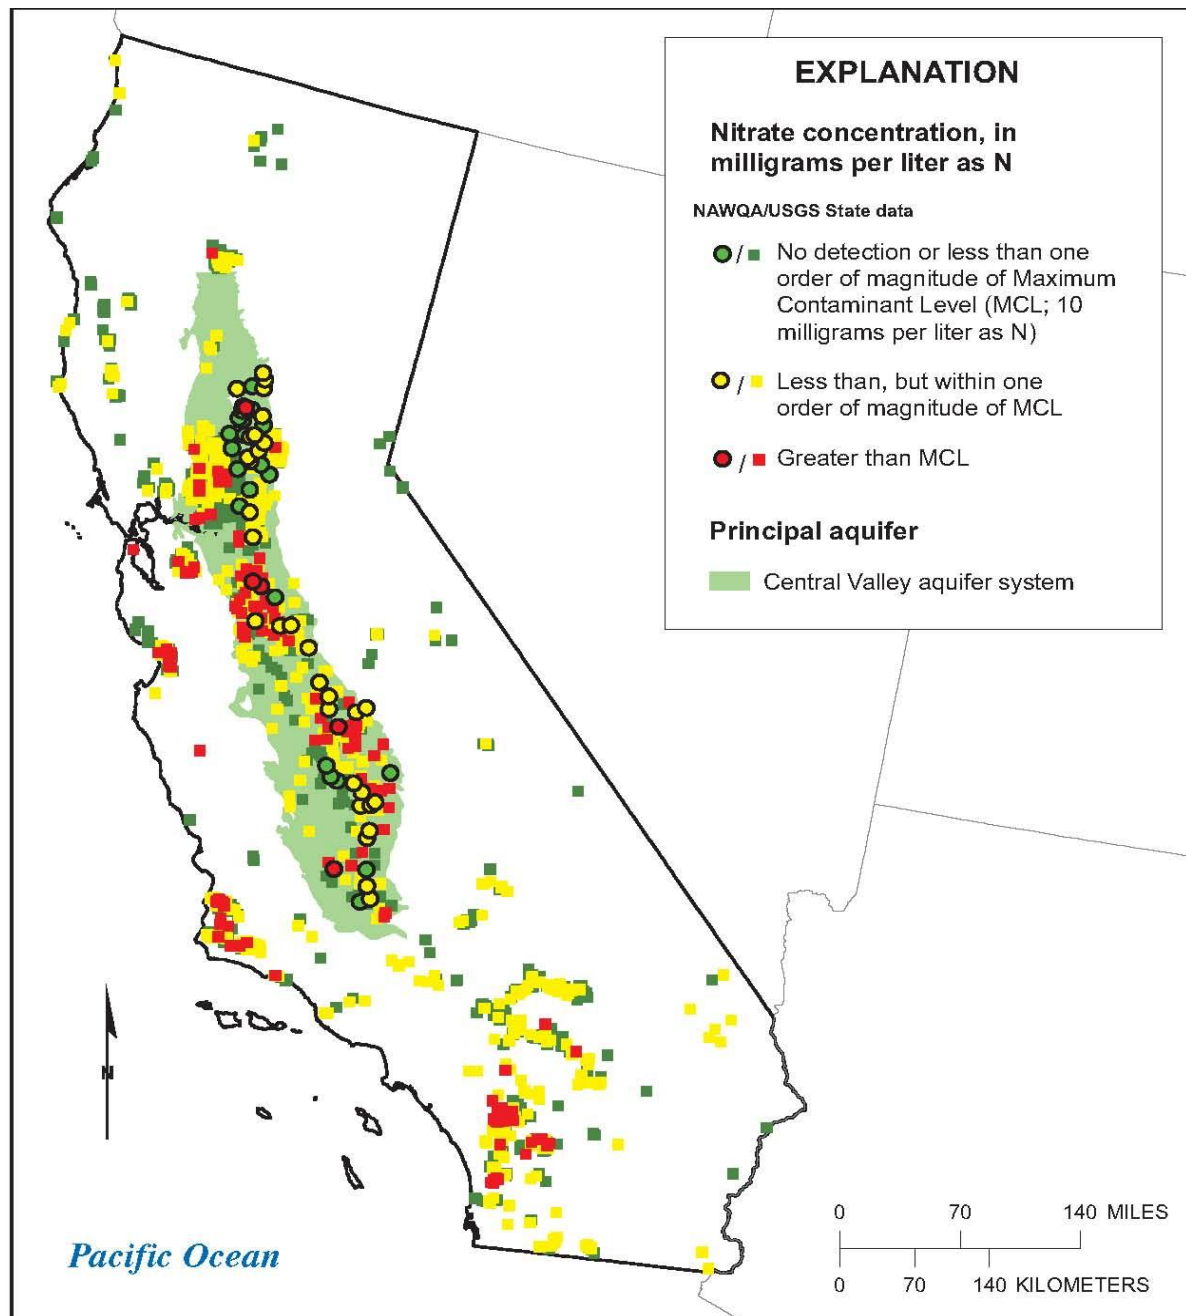 EXPLANATION
Nitrate concentration, in
milligrams per liter as N
NAWQA/USGS State data
/ No detection or less than one
order of magnitude of Maximum
Contaminant Level (MCL; 10
milligrams per liter as N)
/ Less than, but within one
order of magnitude of MCL
/ Greater than MCL
Principal aquifer
Central Valley aquifer system
N
0 70 140 MILES
0 70 140 KILOMETERS
Pacific Ocean